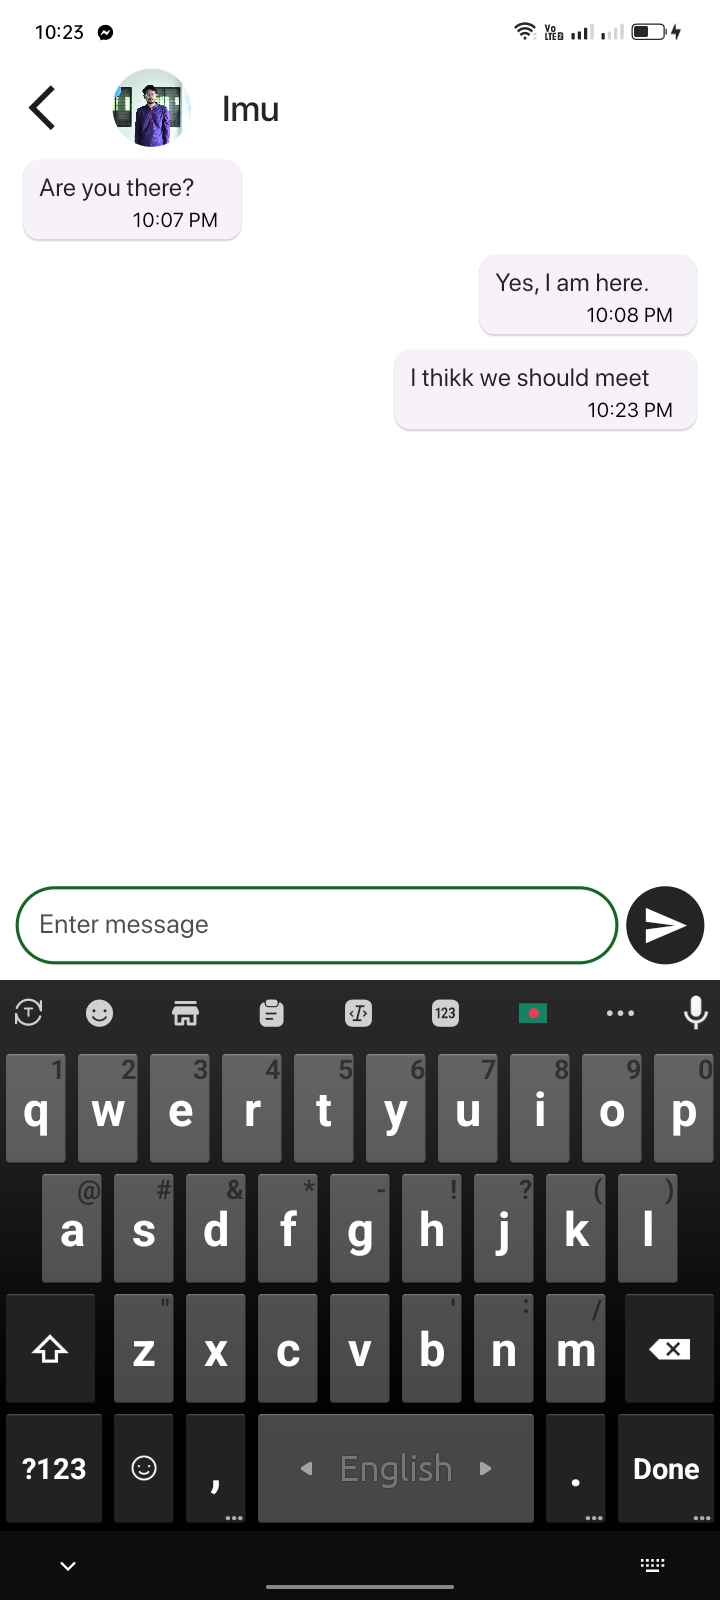 10:23
Vo
LTE2
Imu
Are you there?
10:07 PM
Yes, I am here.
10:08 PM
I thikk we should meet
10:23 PM
Enter message
T
I
123
1 2 3 4 5 6 7 8 9 0
q w e r t y u i o p
@ # & * - ! ? ( )
a s d f g h j k l
" ' : /
z x c v b n m
?123 , English . Done